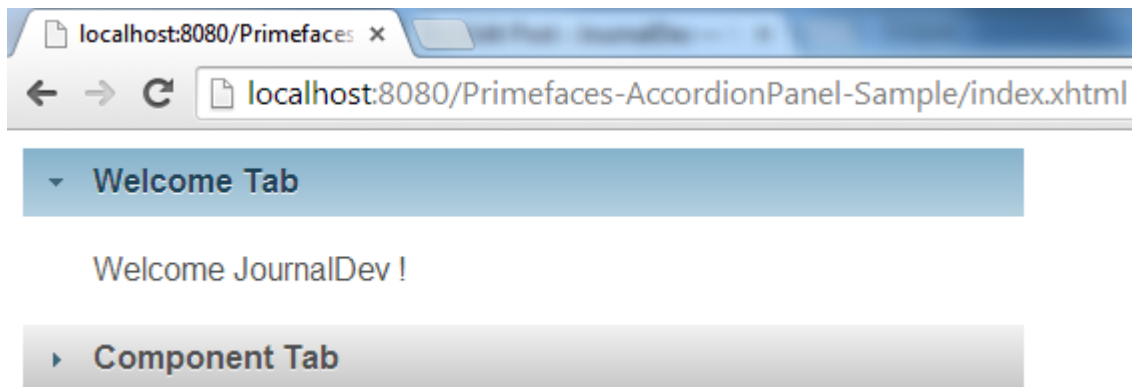 localhost:8080/Primefaces
localhost:8080/Primefaces-AccordionPanel-Sample/index.xhtml
Welcome Tab
Welcome JournalDev !
Component Tab